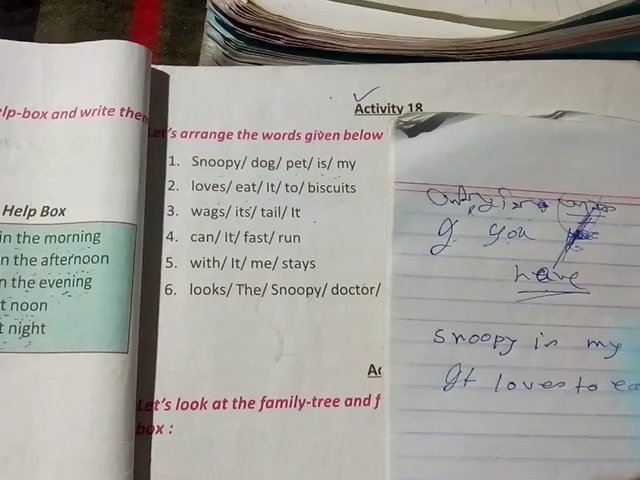 Activity 18
lp-box and write the
Let's arrange the words given below
1. Snoopy/ dog/ pet/ is/ my
2. loves/ eat/ It/ to/ biscuits
3. wags/ its/ tail/ It
4. can/ It/ fast/ run
5. with/ It/ me/ stays
6. looks/ The/ Snoopy/ doctor/
Help Box
in the morning
n the afternoon
n the evening
t noon
t night
Ac
Let's look at the family-tree and f
box :
you
have
Snoopy is my
It loves to ea